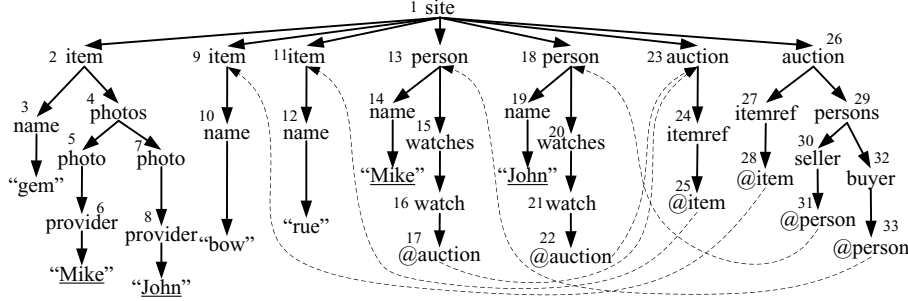 1 site
2 item
9 item
11 item
13 person
18 person
23 auction
26 auction
3 name
4 photos
10 name
12 name
14 name
15 watches
19 name
20 watches
24 itemref
27 itemref
29 persons
5 photo
7 photo
"gem"
"Mike"
"John"
30 seller
32 buyer
28 @item
6 provider
8 provider
"bow"
"rue"
16 watch
21 watch
25 @item
31 @person
33 @person
17 @auction
22 @auction
"Mike"
"John"